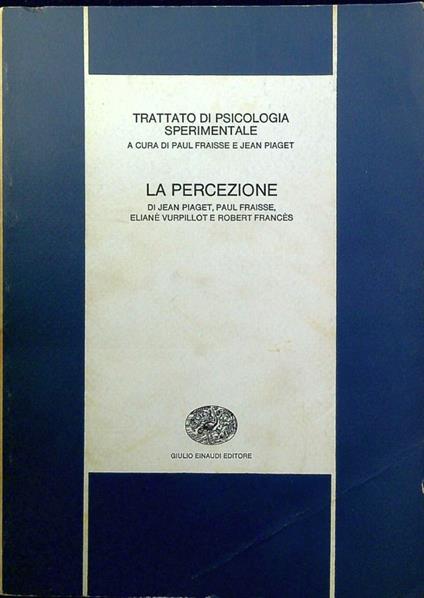 TRATTATO DI PSICOLOGIA
SPERIMENTALE
A CURA DI PAUL FRAISSE E JEAN PIAGET
LA PERCEZIONE
DI JEAN PIAGET, PAUL FRAISSE,
ELIANÈ VURPILLOT E ROBERT FRANCÈS
GIULIO EINAUDI EDITORE